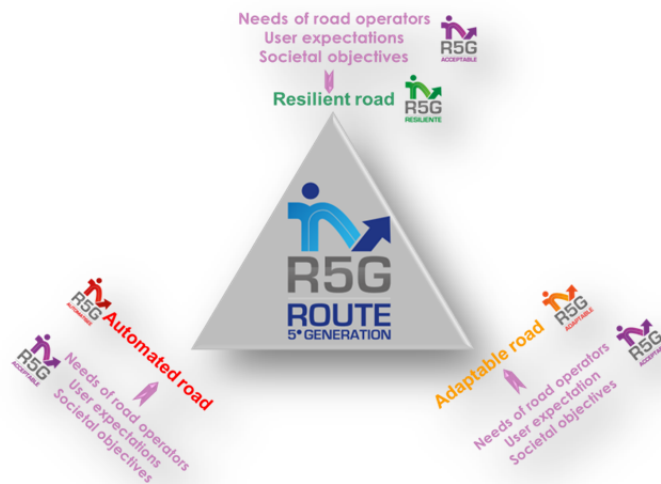 Needs of road operators
User expectations
Societal objectives
R5G
ACCEPTABLE
Resilient road
R5G
RESILIENTE
R5G
ROUTE
5e GENERATION
R5G
AUTOMATISÉE
Automated road
R5G
ACCEPTABLE
Needs of road operators
User expectations
Societal objectives
R5G
ADAPTABLE
Adaptable road
R5G
ACCEPTABLE
Needs of road operators
User expectation
Societal objectives